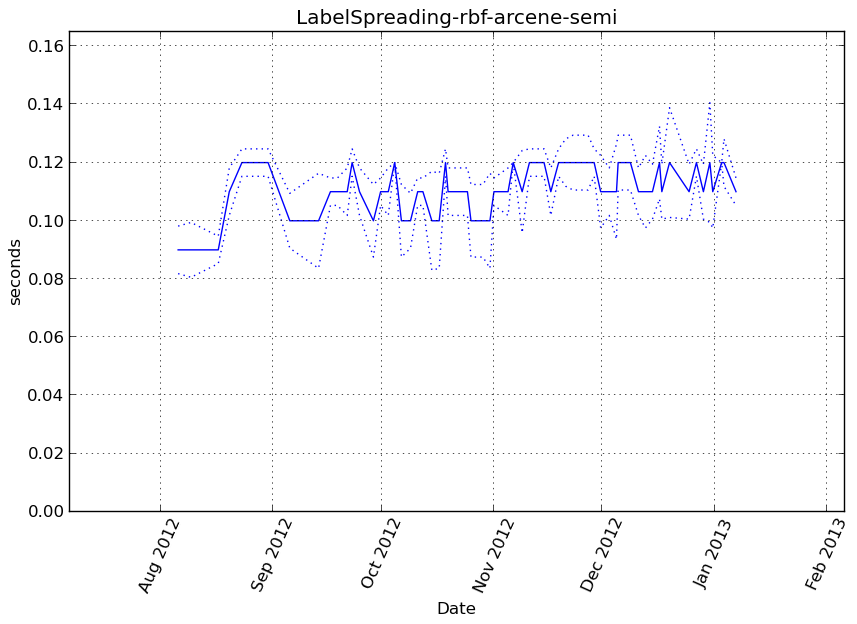 LabelSpreading-rbf-arcene-semi
0.16
0.14
0.12
0.10
0.08
0.06
0.04
0.02
0.00
seconds
Aug 2012
Sep 2012
Oct 2012
Nov 2012
Dec 2012
Jan 2013
Feb 2013
Date